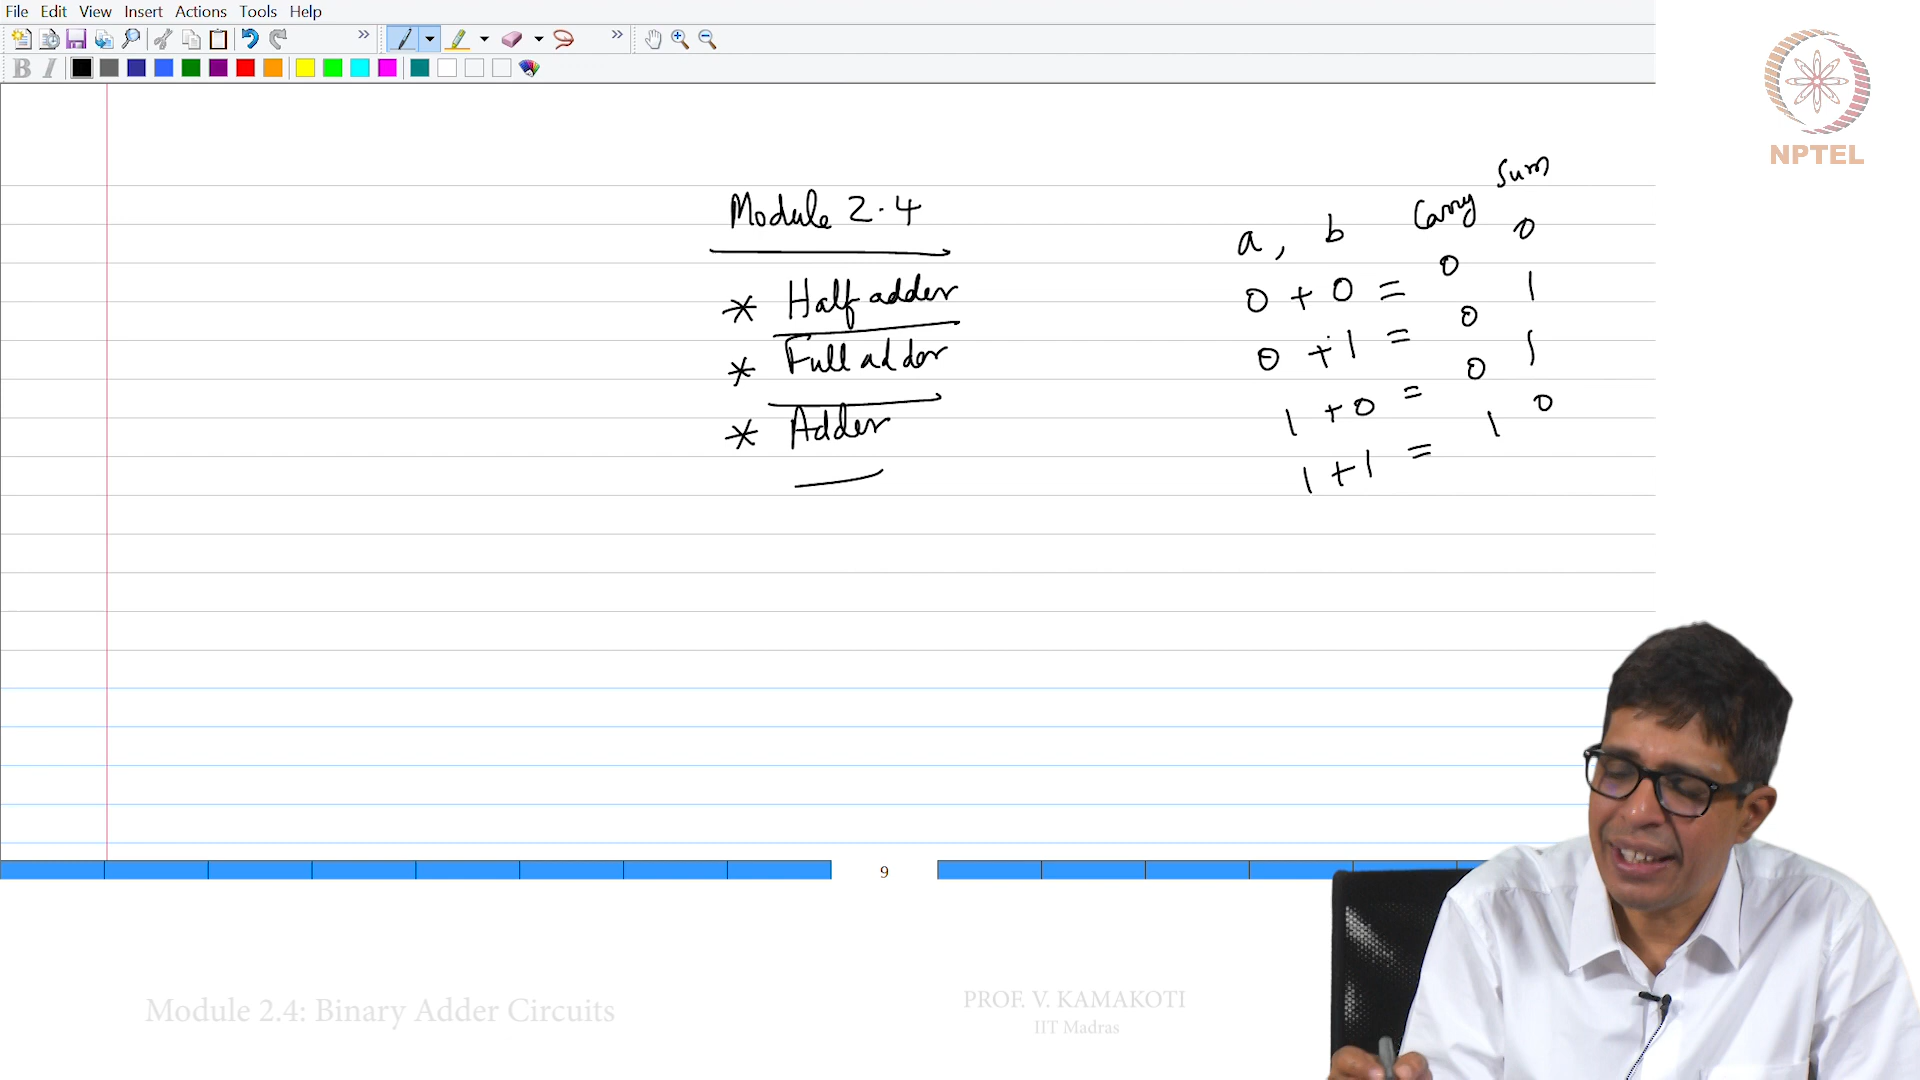 File Edit View Insert Actions Tools Help
B I
NPTEL
Module 2.4
* Half adder
* Full adder
* Adder
a, b Carry Sum
0 + 0 = 0 0
0 + 1 = 0 1
1 + 0 = 0 1
1 + 1 = 1 0
9
Module 2.4: Binary Adder Circuits
PROF. V. KAMAKOTI
IIT Madras